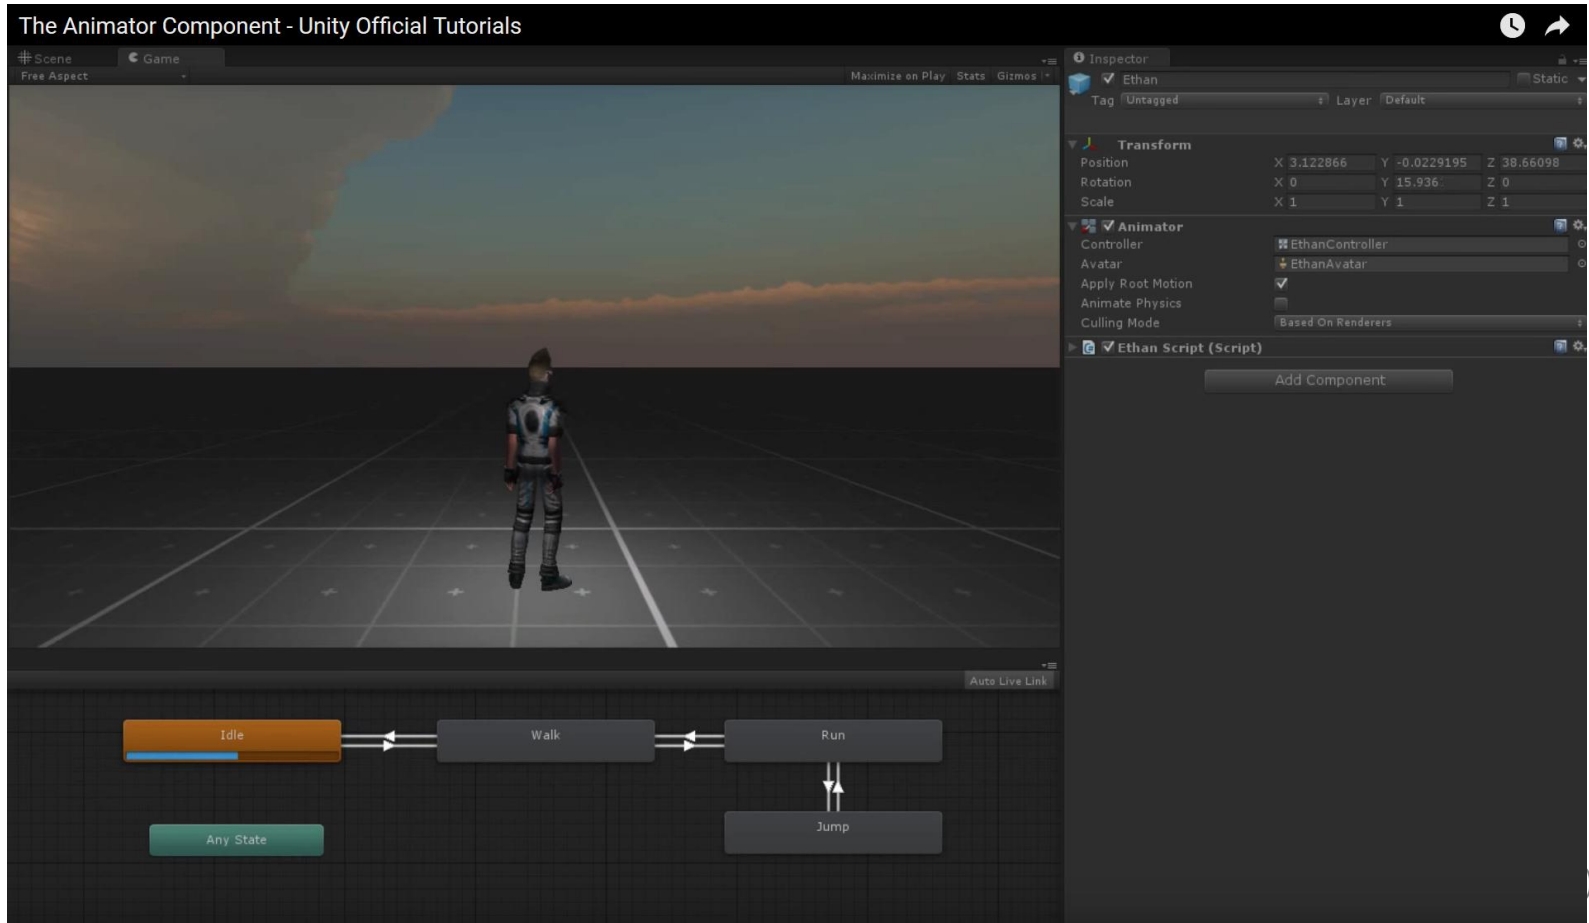 The Animator Component - Unity Official Tutorials
Scene Game
Free Aspect Maximize on Play Stats Gizmos
Inspector
Ethan Static
Tag Untagged Layer Default
Transform
Position X 3.122866 Y -0.0229195 Z 38.66098
Rotation X 0 Y 15.936 Z 0
Scale X 1 Y 1 Z 1
Animator
Controller EthanController
Avatar EthanAvatar
Apply Root Motion
Animate Physics
Culling Mode Based On Renderers
Ethan Script (Script)
Add Component
Auto Live Link
Idle Walk Run
Jump
Any State